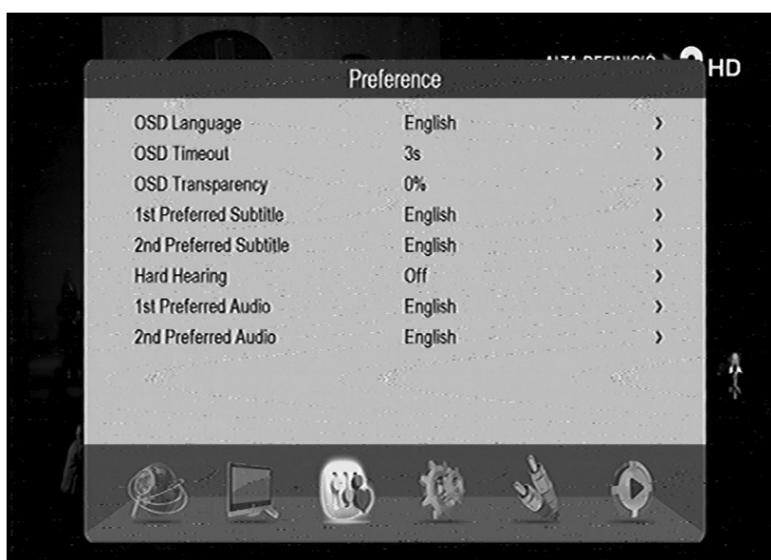 HD
Preference
OSD Language English
OSD Timeout 3s
OSD Transparency 0%
1st Preferred Subtitle English
2nd Preferred Subtitle English
Hard Hearing Off
1st Preferred Audio English
2nd Preferred Audio English